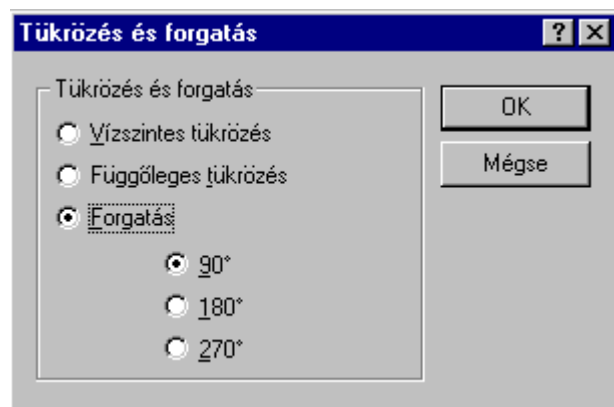 Tükrözés és forgatás
Tükrözés és forgatás
Vízszintes tükrözés
Függőleges tükrözés
Forgatás
90°
180°
270°
OK
Mégse